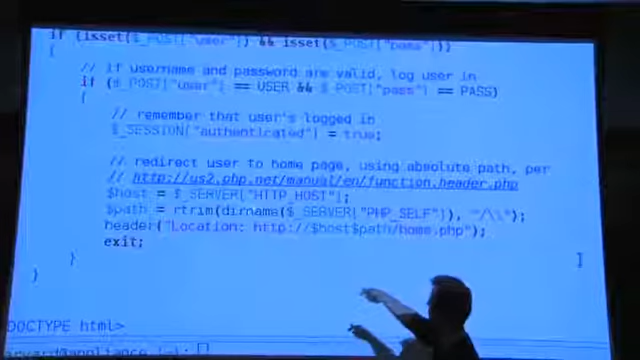 if (isset($_POST["user"]) && isset($_POST["pass"]))
{
// if username and password are valid, log user in
if ($_POST["user"] == USER && $_POST["pass"] == PASS)
{
// remember that user's logged in
$_SESSION["authenticated"] = true;
// redirect user to home page, using absolute path, per
// http://us2.php.net/manual/en/function.header.php
$host = $_SERVER["HTTP_HOST"];
$path = rtrim(dirname($_SERVER["PHP_SELF"]), "/\\");
header("Location: http://$host$path/home.php");
exit;
}
}
DOCTYPE html>
arvard@appliance